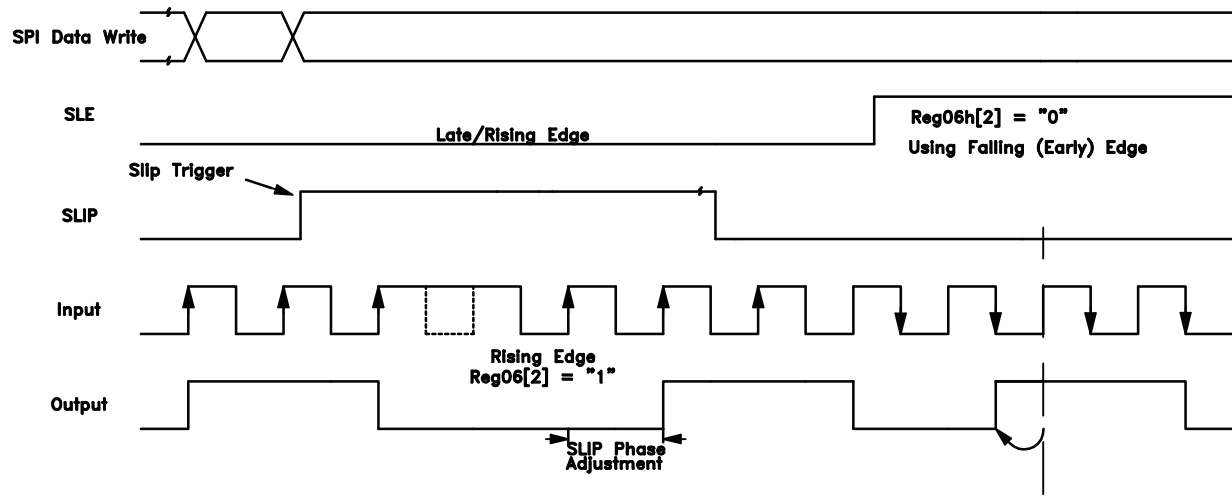 SPI Data Write
SLE
Late/Rising Edge
Reg06h[2] = "0"
Using Falling (Early) Edge
Slip Trigger
SLIP
Input
Rising Edge
Reg06[2] = "1"
Output
SLIP Phase
Adjustment